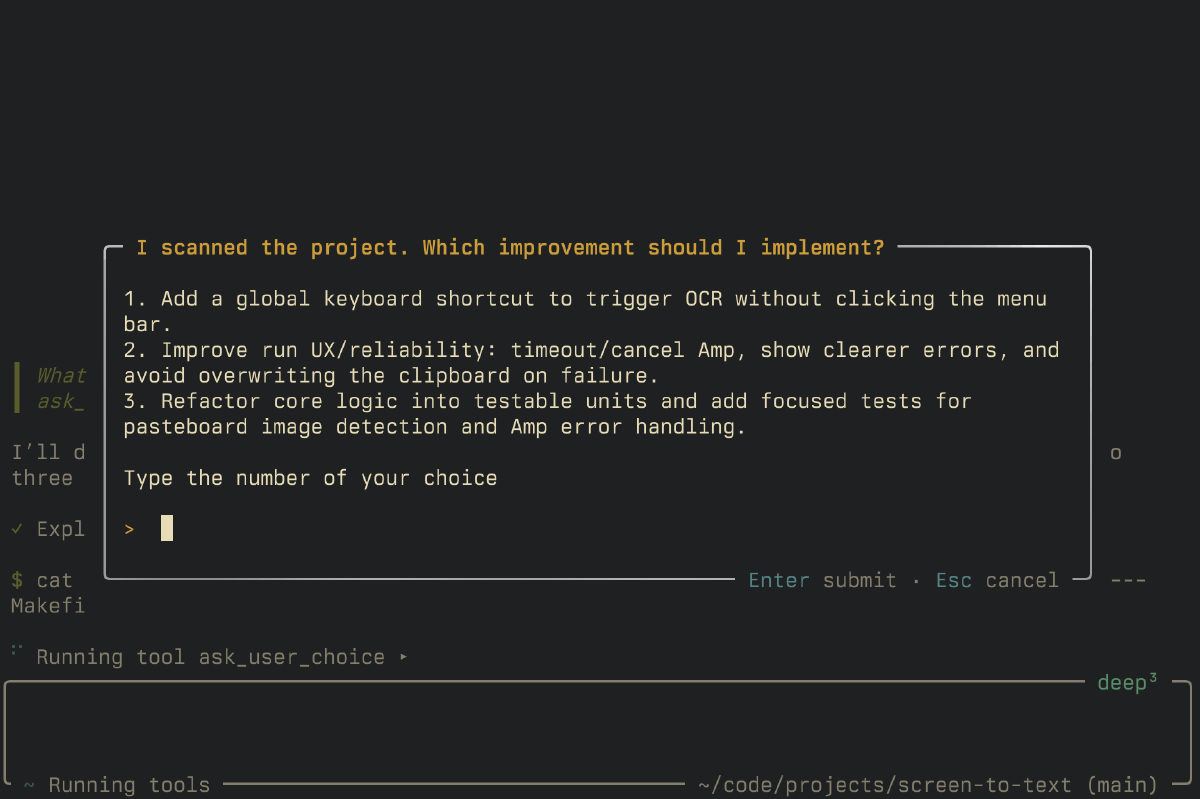 I scanned the project. Which improvement should I implement?
1. Add a global keyboard shortcut to trigger OCR without clicking the menu
bar.
2. Improve run UX/reliability: timeout/cancel Amp, show clearer errors, and
avoid overwriting the clipboard on failure.
3. Refactor core logic into testable units and add focused tests for
pasteboard image detection and Amp error handling.
Type the number of your choice
>
Enter submit · Esc cancel
What
ask_
I'll d o
three
✓ Expl
$ cat ---
Makefi
Running tool ask_user_choice ▸
deep³
~ Running tools ~/code/projects/screen-to-text (main)